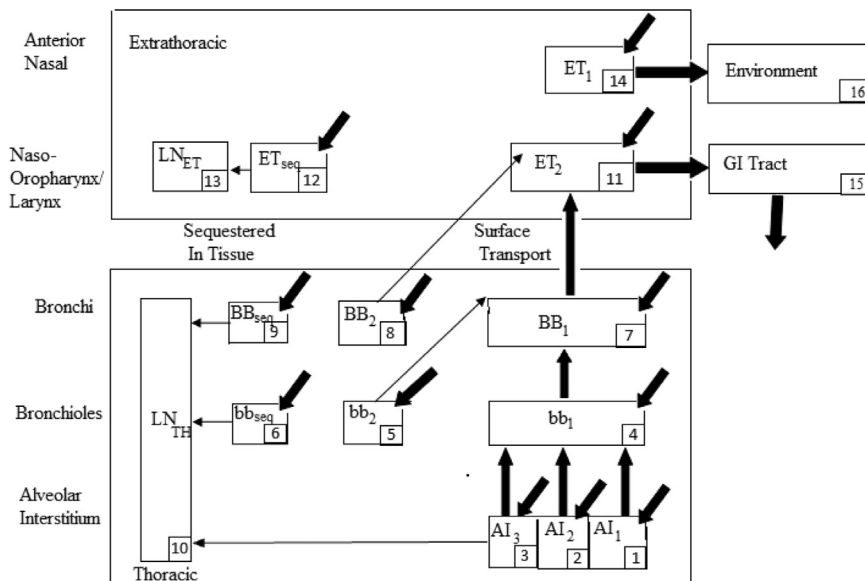 Anterior
Nasal
Extrathoracic
ET1
14
Environment
16
Naso-
Oropharynx/
Larynx
LNET
13
ETseq
12
ET2
11
GI Tract
15
Sequestered
In Tissue
Surface
Transport
Bronchi
BBseq
9
BB2
8
BB1
7
Bronchioles
LNTH
bbseq
6
bb2
5
bb1
4
Alveolar
Interstitium
10
AI3
3
AI2
2
AI1
1
Thoracic